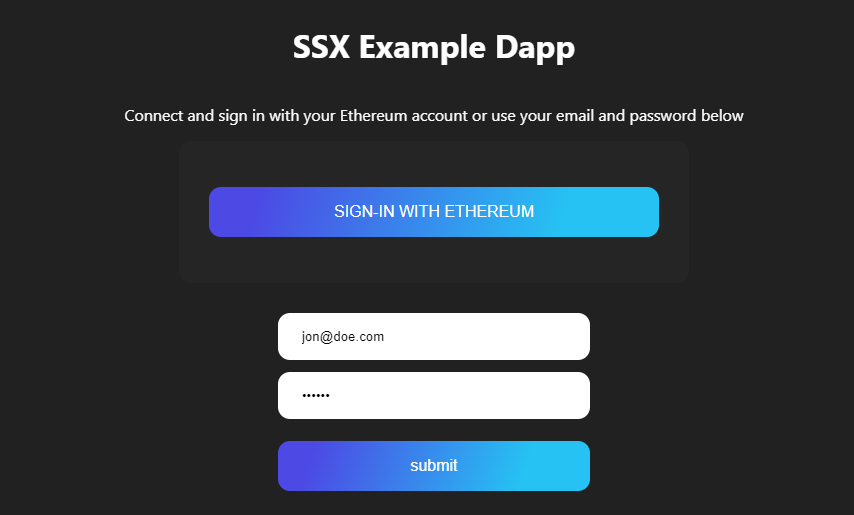 SSX Example Dapp
Connect and sign in with your Ethereum account or use your email and password below
SIGN-IN WITH ETHEREUM
jon@doe.com
••••••
submit